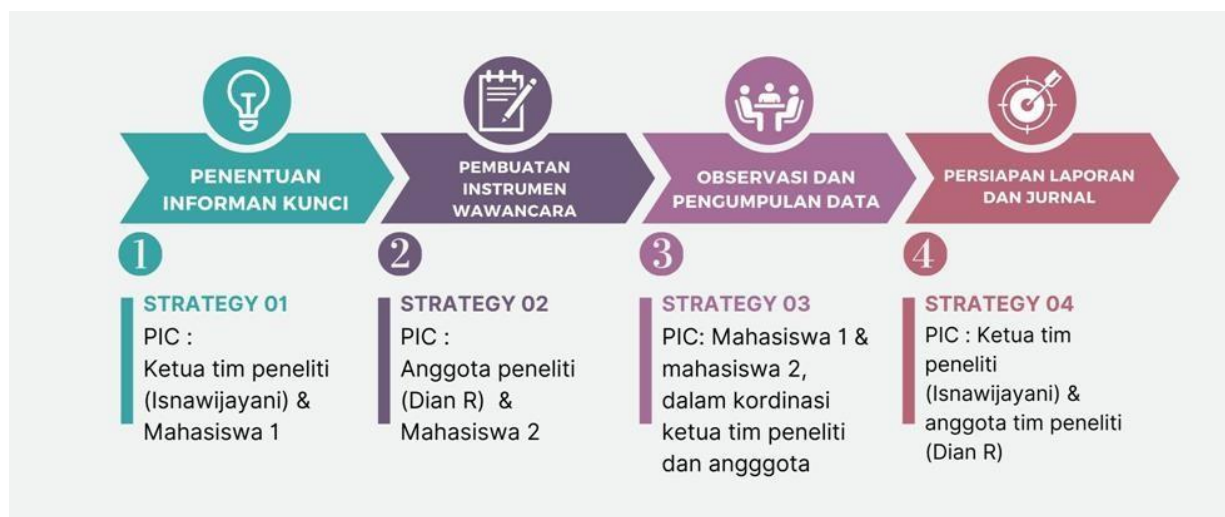 PENENTUAN
INFORMAN KUNCI
PEMBUATAN
INSTRUMEN
WAWANCARA
OBSERVASI DAN
PENGUMPULAN DATA
PERSIAPAN LAPORAN
DAN JURNAL
1
STRATEGY 01
PIC :
Ketua tim peneliti
(Isnawijayani) &
Mahasiswa 1
2
STRATEGY 02
PIC :
Anggota peneliti
(Dian R) &
Mahasiswa 2
3
STRATEGY 03
PIC: Mahasiswa 1 &
mahasiswa 2,
dalam kordinasi
ketua tim peneliti
dan angggota
4
STRATEGY 04
PIC : Ketua tim
peneliti
(Isnawijayani) &
anggota tim peneliti
(Dian R)